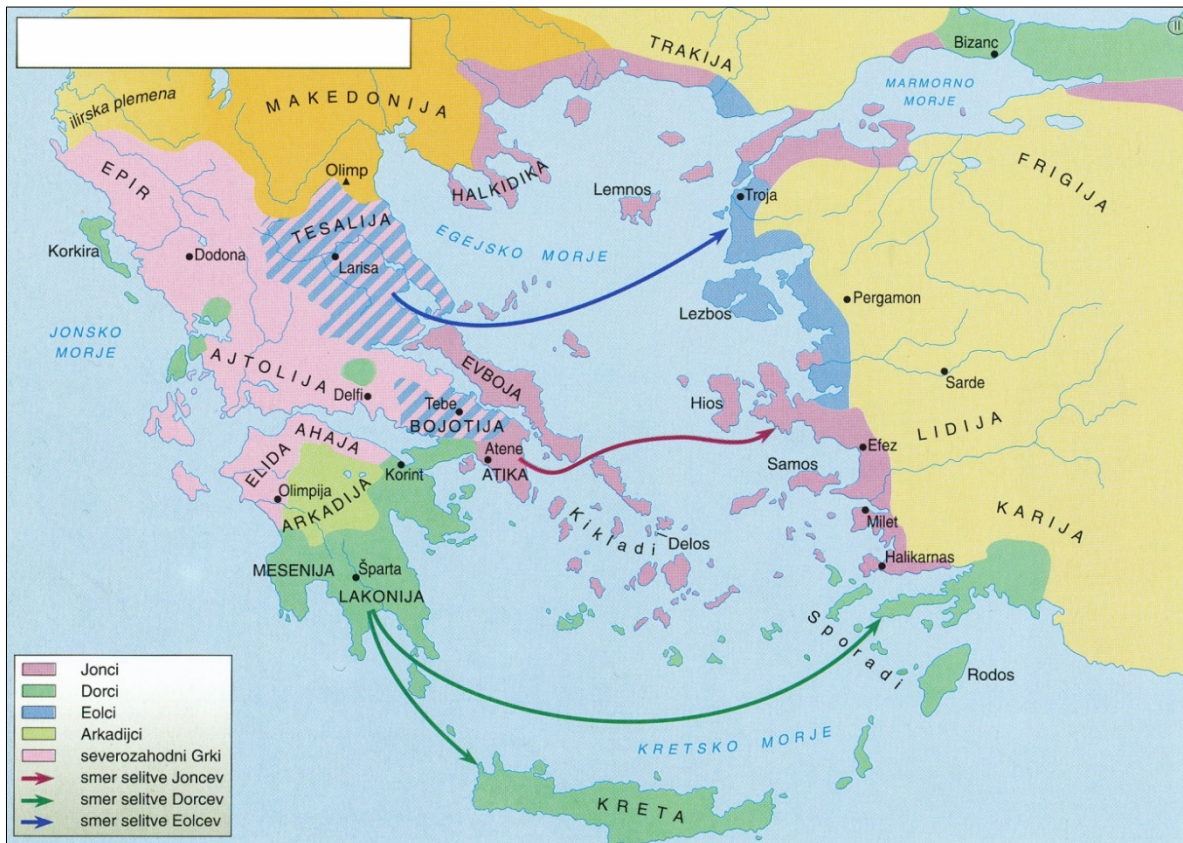 II
TRAKIJA
Bizanc
MARMORNO
MORJE
ilirska plemena
MAKEDONIJA
EPIR
Olimp
HALKIDIKA
Lemnos
Troja
FRIGIJA
TESALIJA
EGEJSKO MORJE
Korkira
Dodona
Larisa
Lezbos
Pergamon
JONSKO
MORJE
AJTOLIJA
EVBOJA
Sarde
Delfi
Tebe
BOJOTIJA
Hios
LIDIJA
AHAJA
ELIDA
Atene
ATIKA
Korint
Samos
Efez
Olimpija
ARKADIJA
Kikladi
Delos
Milet
KARIJA
MESENIJA
Šparta
LAKONIJA
Halikarnas
Sporadi
Rodos
KRETSKO MORJE
KRETA
Jonci
Dorci
Eolci
Arkadijci
severozahodni Grki
smer selitve Joncev
smer selitve Dorcev
smer selitve Eolcev